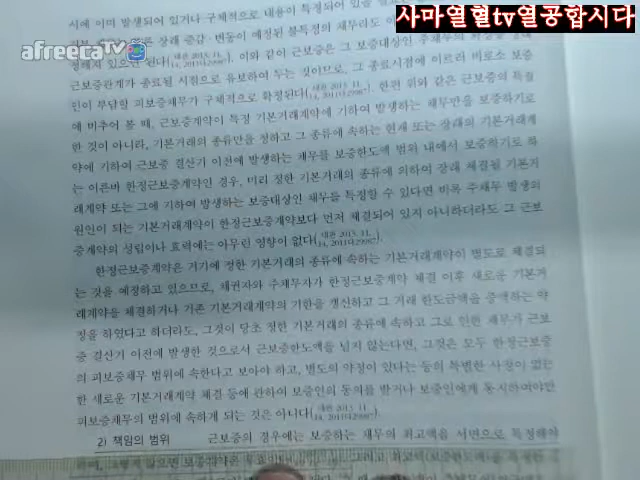 사마열혈tv열공합시다
afreecaTV
시에 이미 발생되어 있거나 구체적으로 내용이 특정되어 있을
장래 증감·변동이 예정된 불특정의 채무라도
정해져 있으면 된다(대판 2013. 11. 14, 2011다29987). 이와 같이 근보증은 그 보증대상인 주채무의 확정을
근보증관계가 종료될 시점으로 유보하여 두는 것이므로, 그 종료시점에 이르러 비로소 보증
인이 부담할 피보증채무가 구체적으로 확정된다(대판 2013. 11. 14, 2011다29987). 한편 위와 같은 근보증의 특질
에 비추어 볼 때, 근보증계약이 특정 기본거래계약에 기하여 발생하는 채무만을 보증하기로
한 것이 아니라, 기본거래의 종류만을 정하고 그 종류에 속하는 현재 또는 장래의 기본거래계
약에 기하여 근보증 결산기 이전에 발생하는 채무를 보증한도액 범위 내에서 보증하기로 하
는 이른바 한정근보증계약인 경우, 미리 정한 기본거래의 종류에 의하여 장래 체결될 기본거
래계약 또는 그에 기하여 발생하는 보증대상인 채무를 특정할 수 있다면 비록 주채무 발생의
원인이 되는 기본거래계약이 한정근보증계약보다 먼저 체결되어 있지 아니하더라도 그 근보
증계약의 성립이나 효력에는 아무런 영향이 없다(대판 2013. 11. 14, 2011다29987).
한정근보증계약은 거기에 정한 기본거래의 종류에 속하는 기본거래계약이 별도로 체결되
는 것을 예정하고 있으므로, 채권자와 주채무자가 한정근보증계약 체결 이후 새로운 기본거
래계약을 체결하거나 기존 기본거래계약의 기한을 갱신하고 그 거래 한도금액을 증액하는 약
정을 하였다고 하더라도, 그것이 당초 정한 기본거래의 종류에 속하고 그로 인한 채무가 근보
증 결산기 이전에 발생한 것으로서 근보증한도액을 넘지 않는다면, 그것은 모두 한정근보증
의 피보증채무 범위에 속한다고 보아야 하고, 별도의 약정이 있다는 등의 특별한 사정이 없는
한 새로운 기본거래계약 체결 등에 관하여 보증인의 동의를 받거나 보증인에게 통지하여야만
피보증채무의 범위에 속하게 되는 것은 아니다(대판 2013. 11. 14, 2011다29987).
2) 책임의 범위 근보증의 경우에는 보증하는 채무의 최고액을 서면으로 특정해야